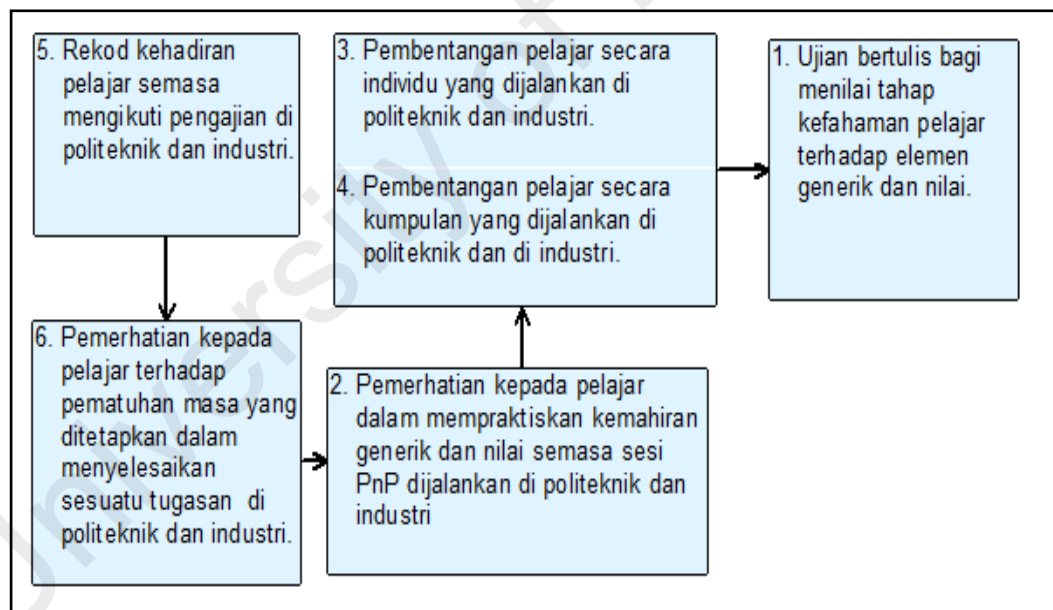 5. Rekod kehadiran
pelajar semasa
mengikuti pengajian di
politeknik dan industri.
3. Pembentangan pelajar secara
individu yang dijalankan di
politeknik dan industri.
4. Pembentangan pelajar secara
kumpulan yang dijalankan di
politeknik dan di industri.
1. Ujian bertulis bagi
menilai tahap
kefahaman pelajar
terhadap elemen
generik dan nilai.
6. Pemerhatian kepada
pelajar terhadap
pematuhan masa yang
ditetapkan dalam
menyelesaikan
sesuatu tugasan di
politeknik dan industri.
2. Pemerhatian kepada pelajar
dalam mempraktiskan kemahiran
generik dan nilai semasa sesi
PnP dijalankan di politeknik dan
industri
University of